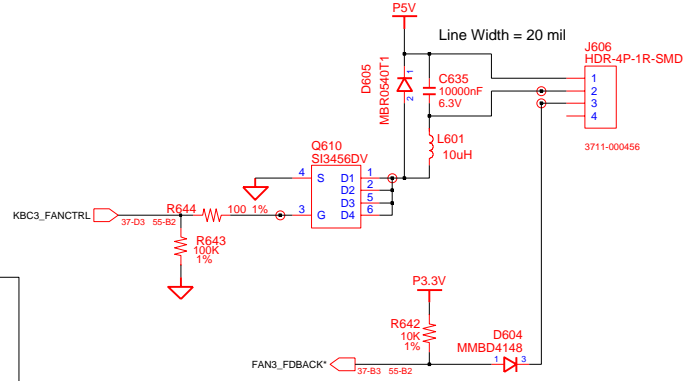 P5V
Line Width = 20 mil
J606
HDR-4P-1R-SMD
D605
MBR0540T1
1
2
C635
10000nF
6.3V
1
2
3
4
3711-000456
L601
10uH
Q610
SI3456DV
4 S D1 1
D2 2
D3 5
3 G D4 6
R644
100 1%
KBC3_FANCTRL
37-D3 55-B2
R643
100K
1%
P3.3V
R642
10K
1%
D604
MMBD4148
1 3
FAN3_FDBACK*
37-B3 55-B2